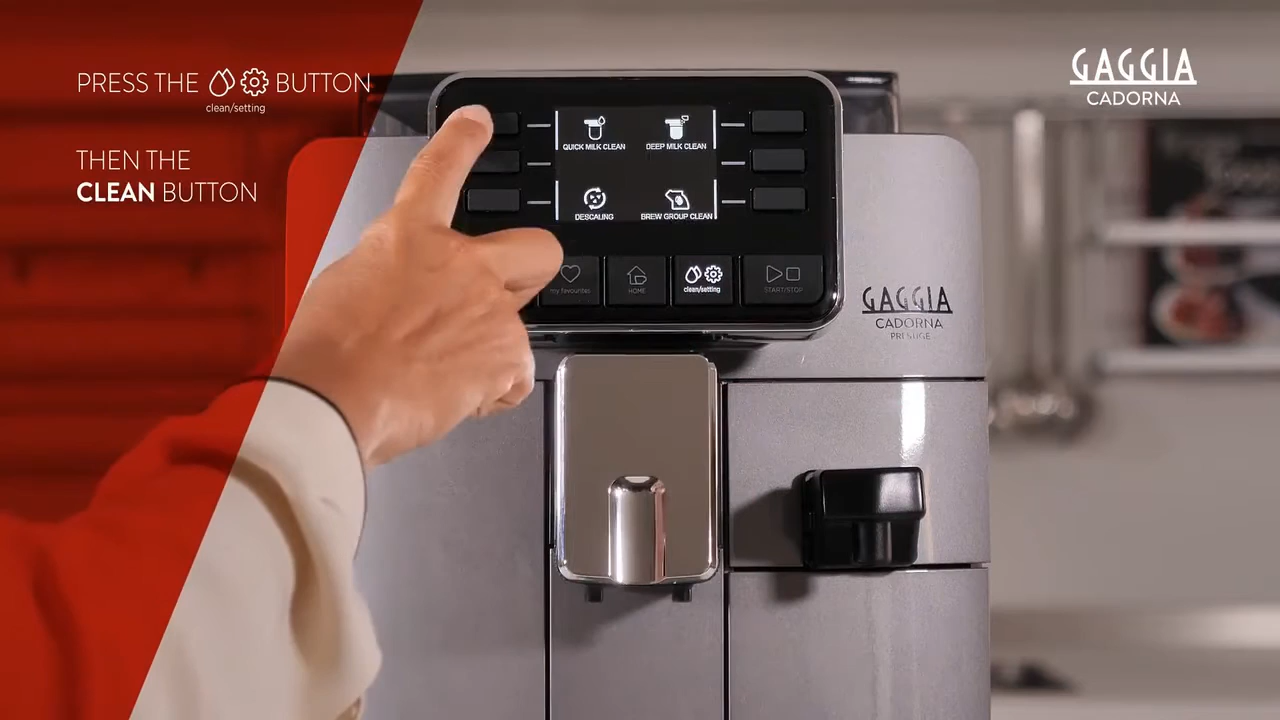 PRESS THE BUTTON
clean/setting
THEN THE
CLEAN BUTTON
GAGGIA
CADORNA
QUICK MILK CLEAN
DEEP MILK CLEAN
DESCALING
BREW GROUP CLEAN
my favourites
HOME
clean/setting
START/STOP
GAGGIA
CADORNA
PRESTIGE